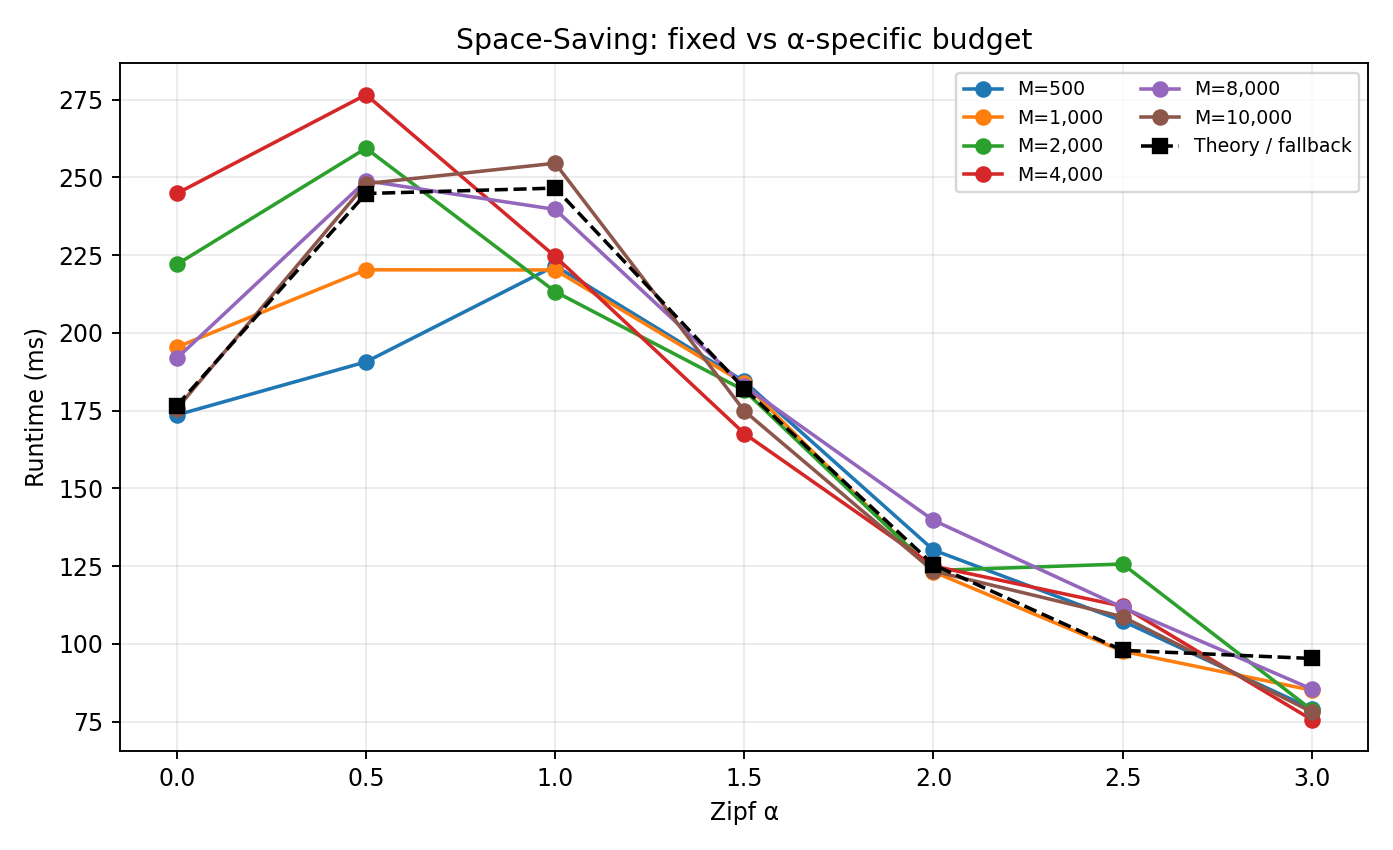 Space-Saving: fixed vs α-specific budget
M=500
M=1,000
M=2,000
M=4,000
M=8,000
M=10,000
Theory / fallback
Runtime (ms)
275
250
225
200
175
150
125
100
75
0.0 0.5 1.0 1.5 2.0 2.5 3.0
Zipf α